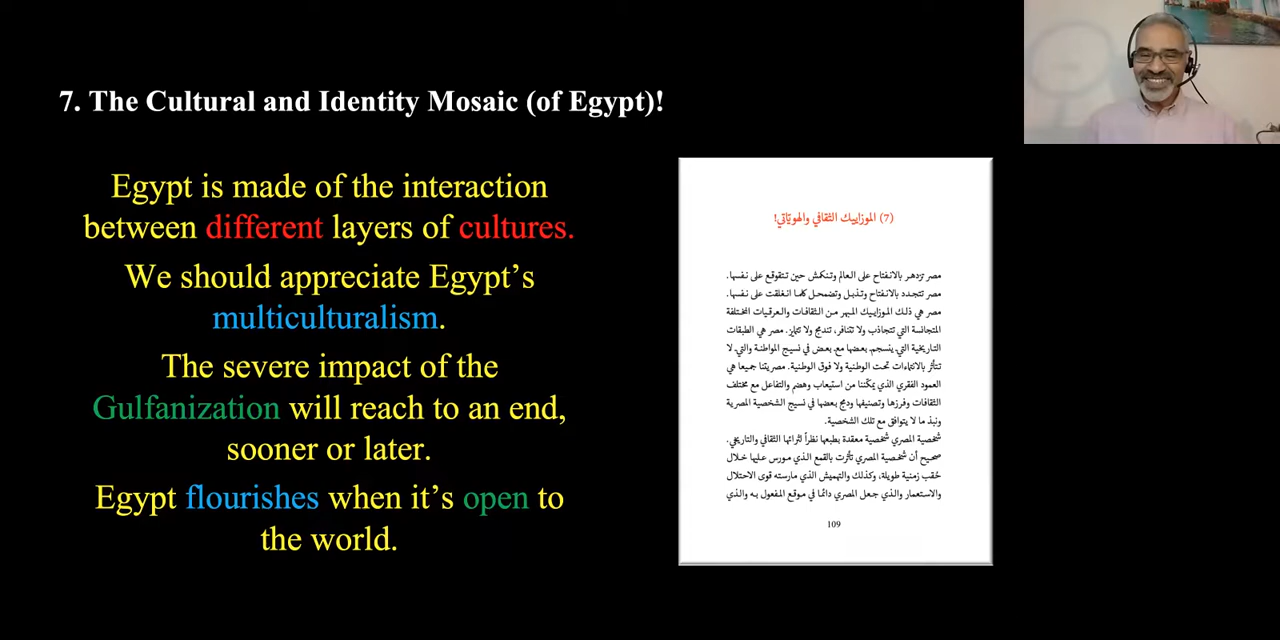 7. The Cultural and Identity Mosaic (of Egypt)!
Egypt is made of the interaction
between different layers of cultures.
We should appreciate Egypt's
multiculturalism.
The severe impact of the
Gulfanization will reach to an end,
sooner or later.
Egypt flourishes when it's open to
the world.
(7) الموزاييك الثقافي والهوياتي!
مصر تزدهر بالانفتاح على العالم وتنكمش حين تتقوقع على نفسها.
مصر تتجدد بالانفتاح وتذبل وتضمحل كلما انغلقت على نفسها.
مصر هي ذلك الموزاييك المبهر من الثقافات والعرقيات المختلفة
المتجانسة التي تتجاذب ولا تتنافر، تندمج ولا تتمايز. مصر هي الطبقات
التاريخية التي ينسجم بعضها مع بعض في نسيج المواطنة والتي لا
تتأثر بالانتماءات تحت الوطنية ولا فوق الوطنية. مصريتنا جميعا هي
العمود الفقري الذي يمكننا من استيعاب وهضم والتفاعل مع مختلف
الثقافات وفرزها وتصنيفها ودمج بعضها في نسيج الشخصية المصرية
ونبذ ما لا يتوافق مع تلك الشخصية.
شخصية المصري شخصية معقدة بطبعها نظراً لثرائها الثقافي والتاريخي.
صحيح أن شخصية المصري تأثرت بالقمع الذي مورس عليها خلال
حُقب زمنية طويلة، وكذلك والتهميش الذي مارسته قوى الاحتلال
والاستعمار والذي جعل المصري دائمًا في موقع المفعول به والذي
109